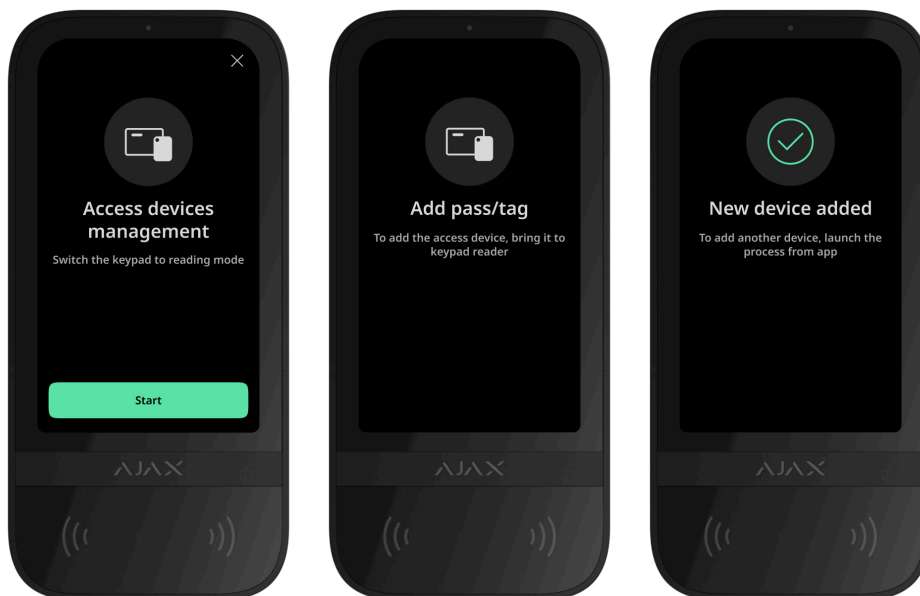 Access devices
management
Switch the keypad to reading mode
Start
AJAX
Add pass/tag
To add the access device, bring it to
keypad reader
AJAX
New device added
To add another device, launch the
process from app
AJAX